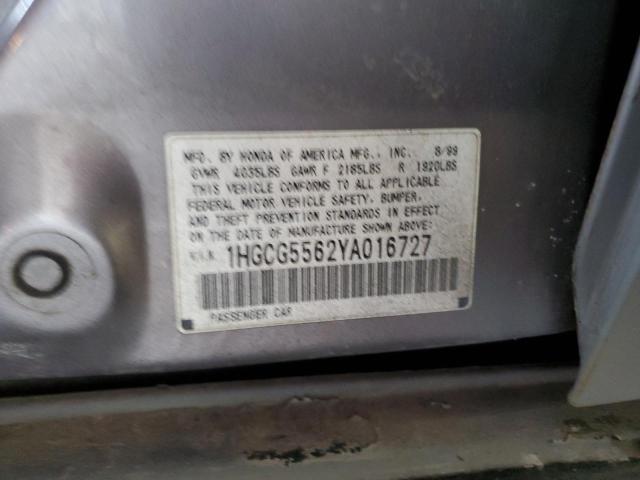 MFD. BY HONDA OF AMERICA MFG., INC. 8/99
GVWR 4035LBS GAWR F 2185LBS R 1920LBS
THIS VEHICLE CONFORMS TO ALL APPLICABLE
FEDERAL MOTOR VEHICLE SAFETY, BUMPER,
AND THEFT PREVENTION STANDARDS IN EFFECT
ON THE DATE OF MANUFACTURE SHOWN ABOVE:
V.I.N. 1HGCG5562YA016727
PASSENGER CAR